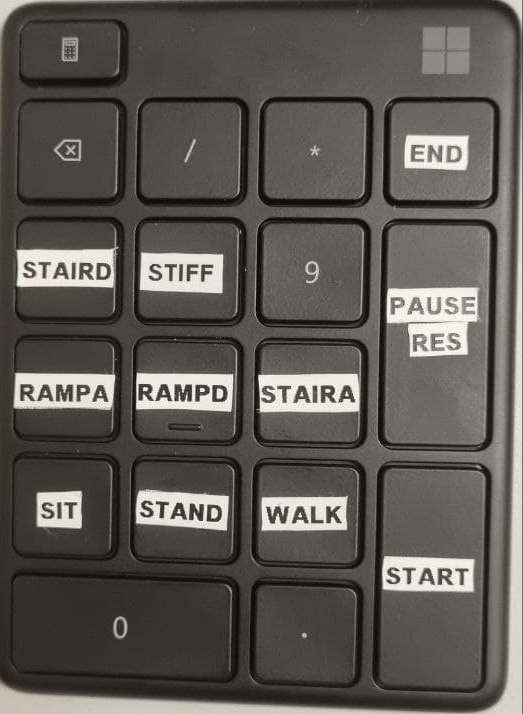 / * END
STAIRD STIFF 9 PAUSE
RES
RAMPA RAMPD STAIRA
SIT STAND WALK START
0 .